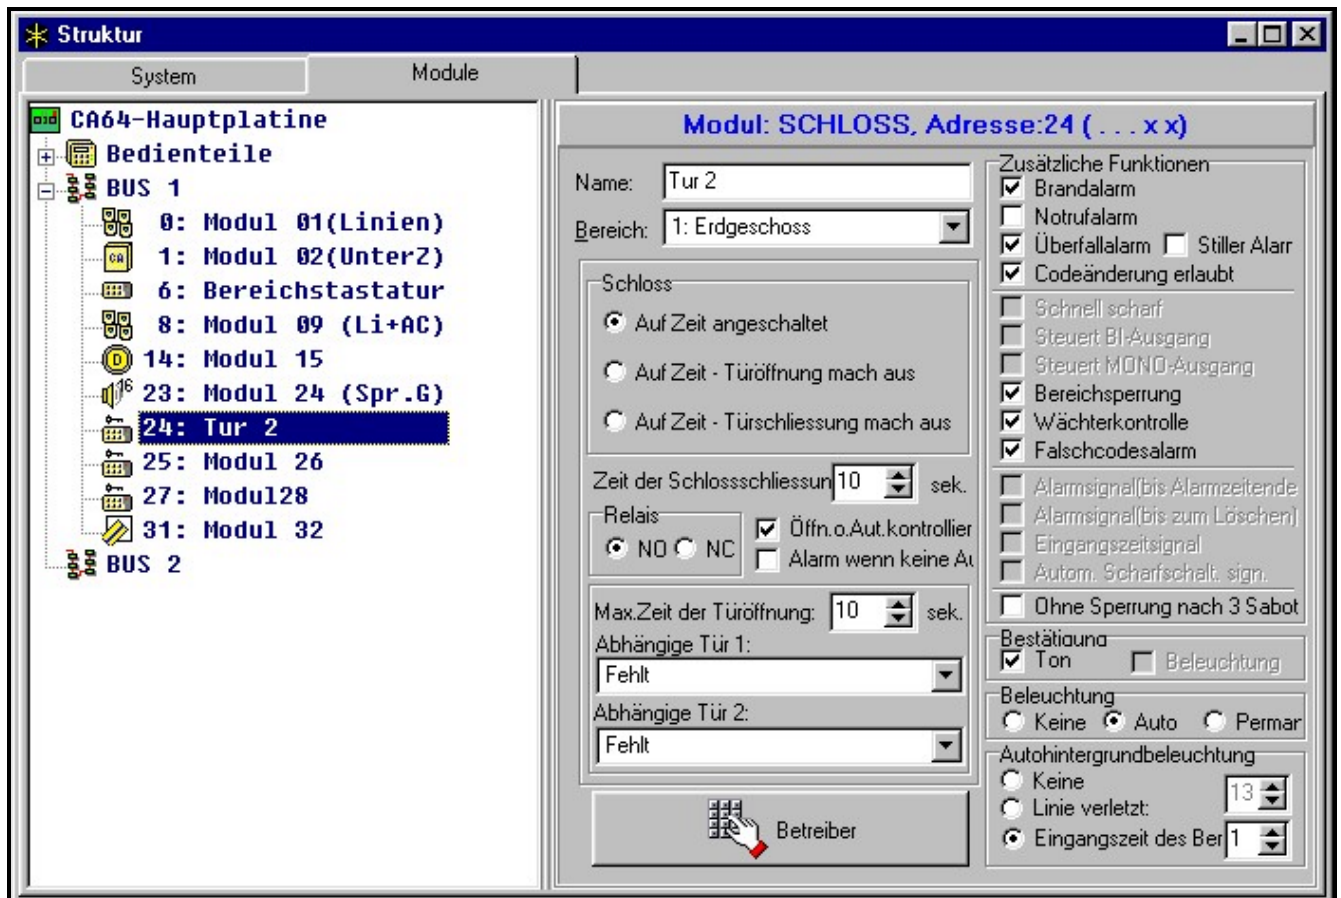 Struktur
System
Module
CA64-Hauptplatine
Bedienteile
BUS 1
0: Modul 01(Linien)
1: Modul 02(UnterZ)
6: Bereichstastatur
8: Modul 09 (Li+AC)
14: Modul 15
23: Modul 24 (Spr.G)
24: Tur 2
25: Modul 26
27: Modul28
31: Modul 32
BUS 2
Modul: SCHLOSS, Adresse:24 ( . . . x x)
Name: Tur 2
Bereich: 1: Erdgeschoss
Schloss
Auf Zeit angeschaltet
Auf Zeit - Türöffnung mach aus
Auf Zeit - Türschliessung mach aus
Zeit der Schlossschliessun 10 sek.
Relais
NO NC
Öffn.o.Aut.kontrollier
Alarm wenn keine Au
Max.Zeit der Türöffnung: 10 sek.
Abhängige Tür 1:
Fehlt
Abhängige Tür 2:
Fehlt
Betreiber
Zusätzliche Funktionen
Brandalarm
Notrufalarm
Überfallalarm Stiller Alarr
Codeänderung erlaubt
Schnell scharf
Steuert BI-Ausgang
Steuert MONO-Ausgang
Bereichsperrung
Wächterkontrolle
Falschcodesalarm
Alarmsignal(bis Alarmzeitende
Alarmsignal(bis zum Löschen)
Eingangszeitsignal
Autom. Scharfschalt. sign.
Ohne Sperrung nach 3 Sabot
Bestätigung
Ton Beleuchtung
Beleuchtung
Keine Auto Permar
Autohintergrundbeleuchtung
Keine
Linie verletzt: 13
Eingangszeit des Ber 1